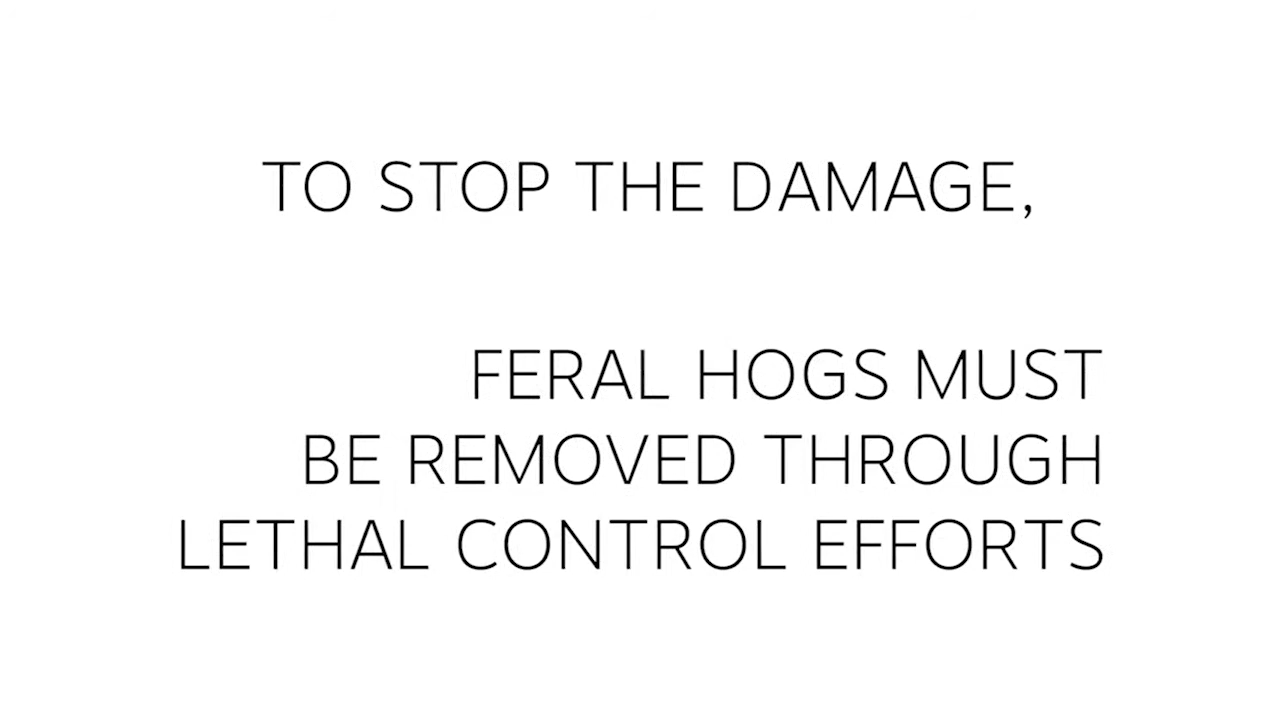 TO STOP THE DAMAGE,
FERAL HOGS MUST
BE REMOVED THROUGH
LETHAL CONTROL EFFORTS